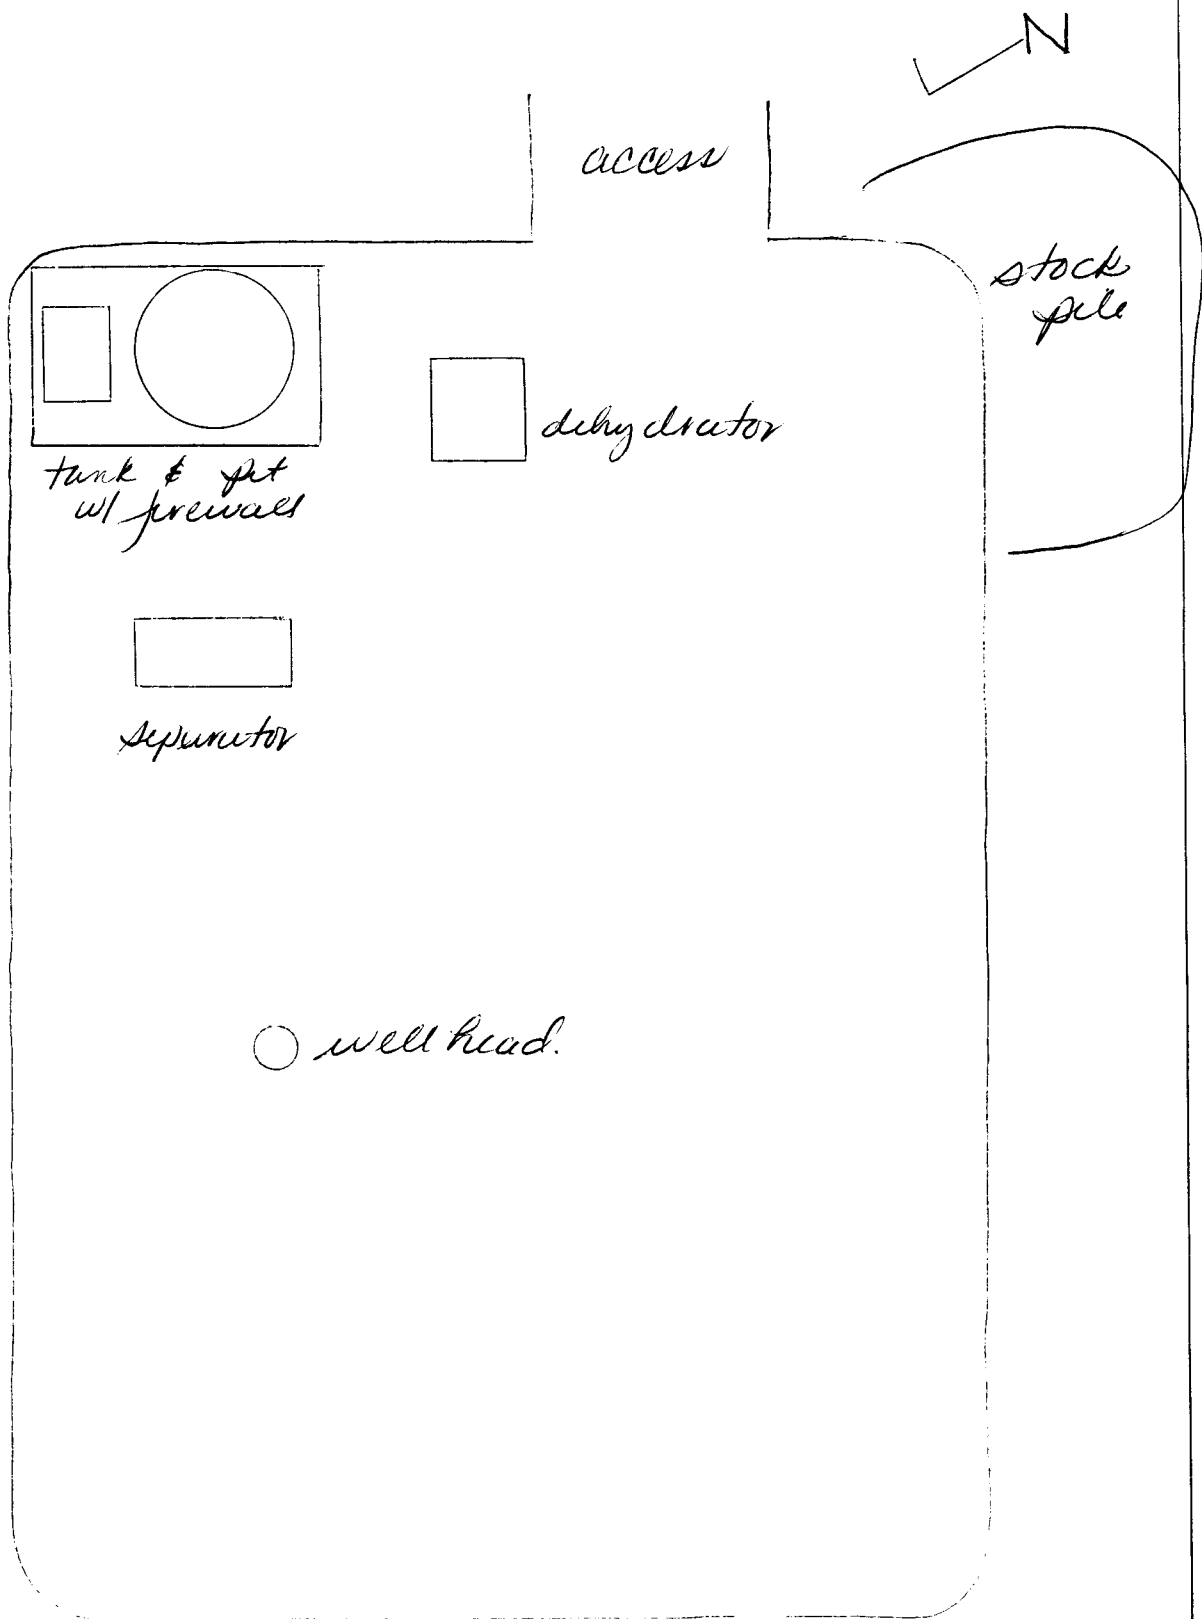 N
access
stock
pile
dehydrator
tank & pit
w/ firewall
separator
well head.